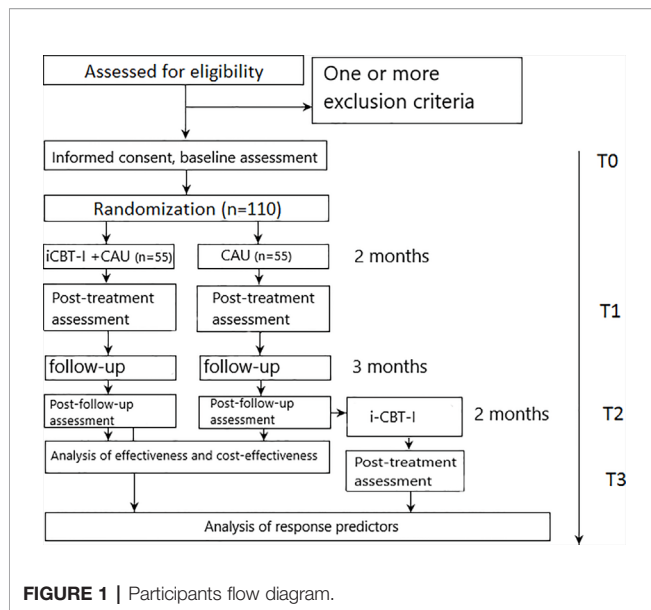 Assessed for eligibility
One or more
exclusion criteria
Informed consent, baseline assessment
T0
Randomization (n=110)
iCBT-I +CAU (n=55)
CAU (n=55)
2 months
Post-treatment
assessment
Post-treatment
assessment
T1
follow-up
follow-up
3 months
Post-follow-up
assessment
Post-follow-up
assessment
i-CBT-I
2 months
T2
Analysis of effectiveness and cost-effectiveness
Post-treatment
assessment
T3
Analysis of response predictors
FIGURE 1 | Participants flow diagram.